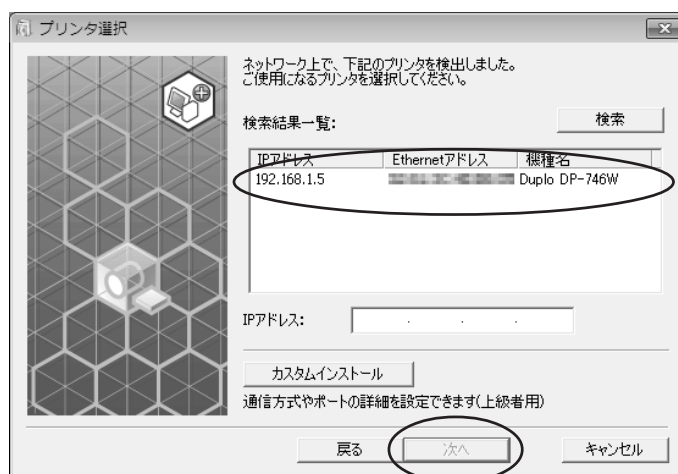 プリンタ選択
ネットワーク上で、下記のプリンタを検出しました。
ご使用になるプリンタを選択してください。
検索結果一覧:
検索
IPアドレス Ethernetアドレス 機種名
192.168.1.5 Duplo DP-746W
IPアドレス: . . .
カスタムインストール
通信方式やポートの詳細を設定できます(上級者用)
戻る 次へ キャンセル